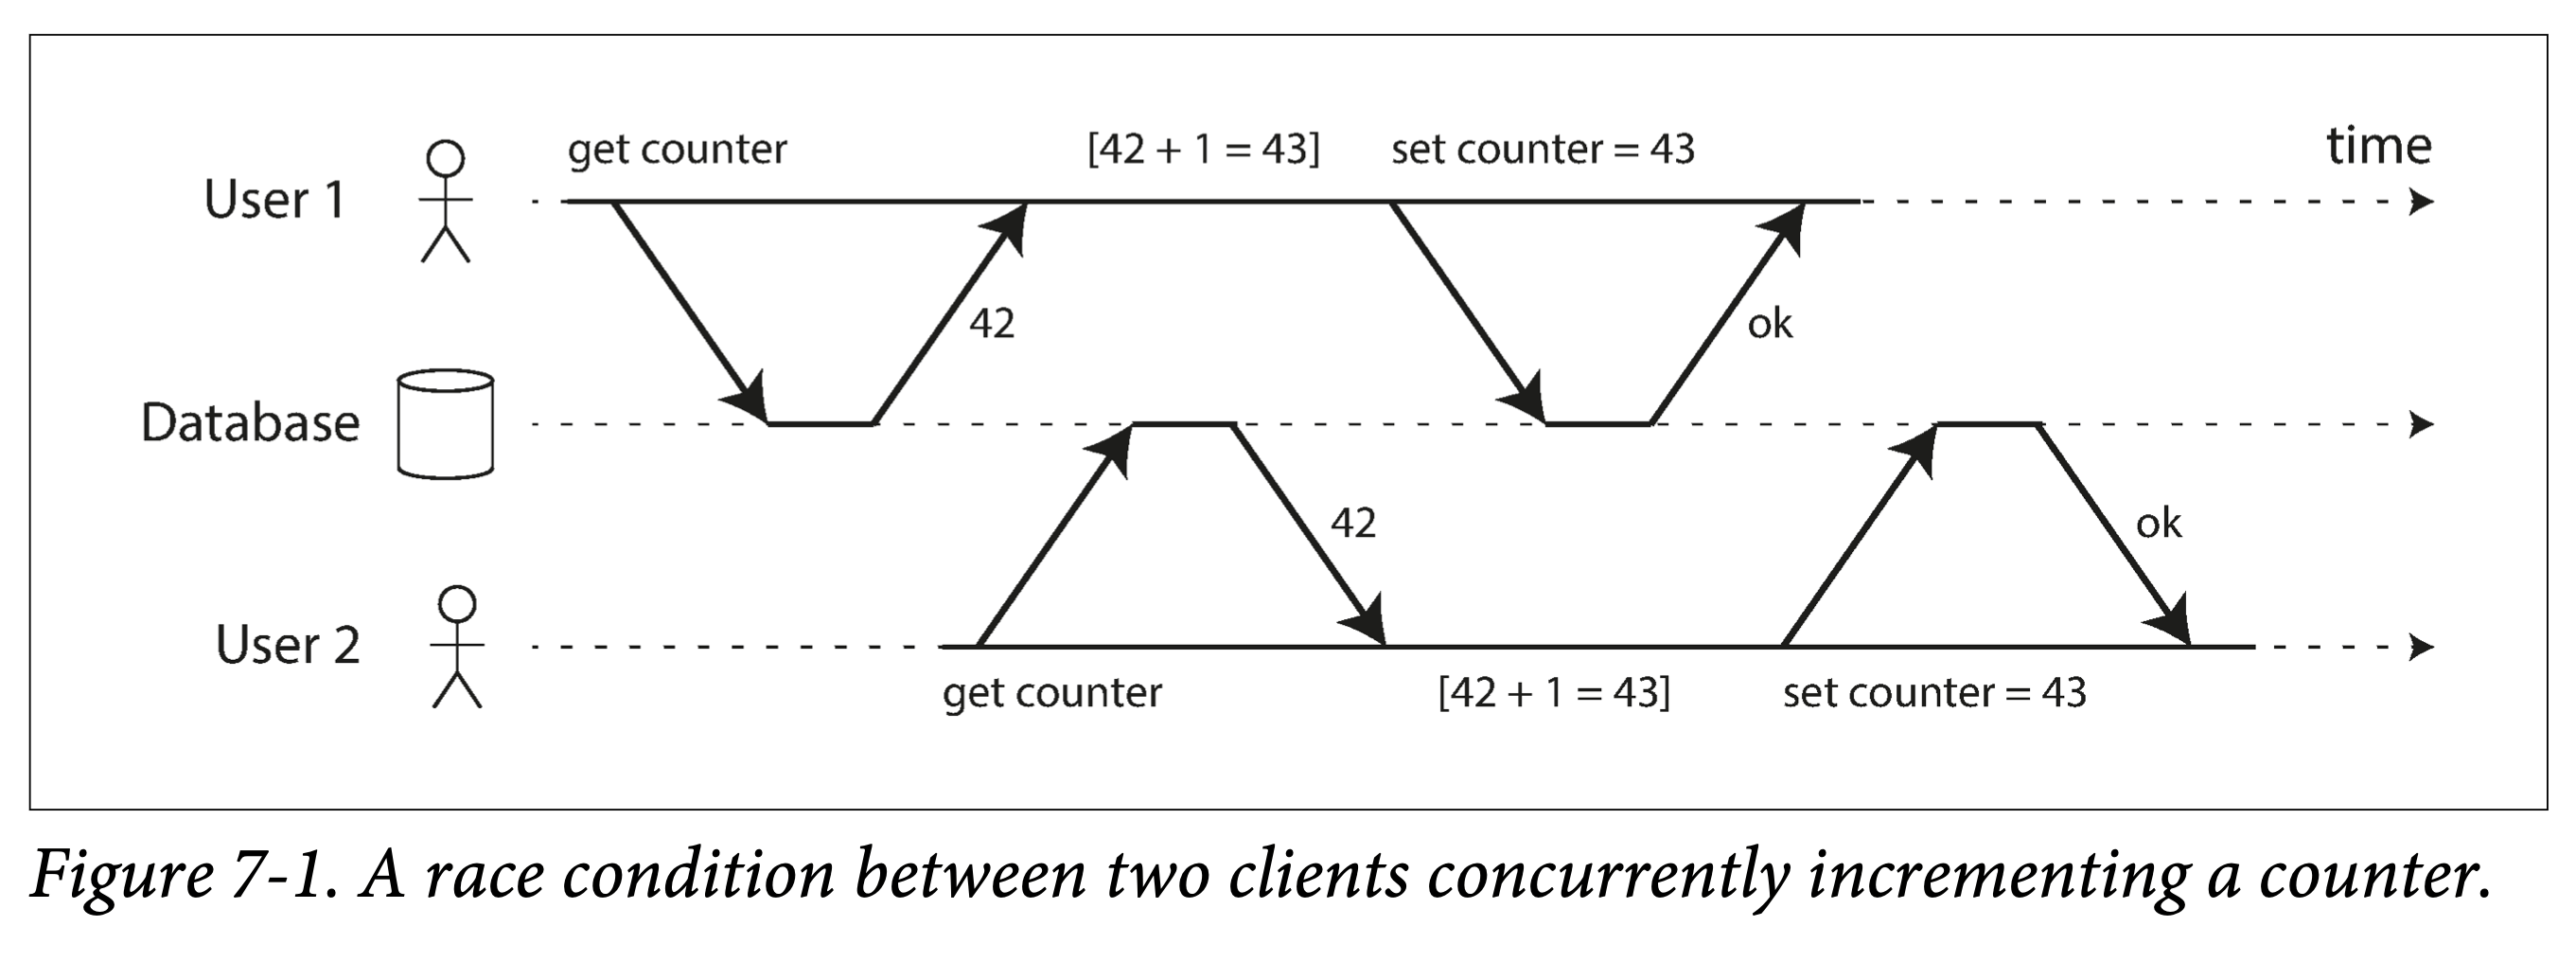 get counter [42 + 1 = 43] set counter = 43 time
User 1
42 ok
Database
42 ok
User 2
get counter [42 + 1 = 43] set counter = 43
Figure 7-1. A race condition between two clients concurrently incrementing a counter.